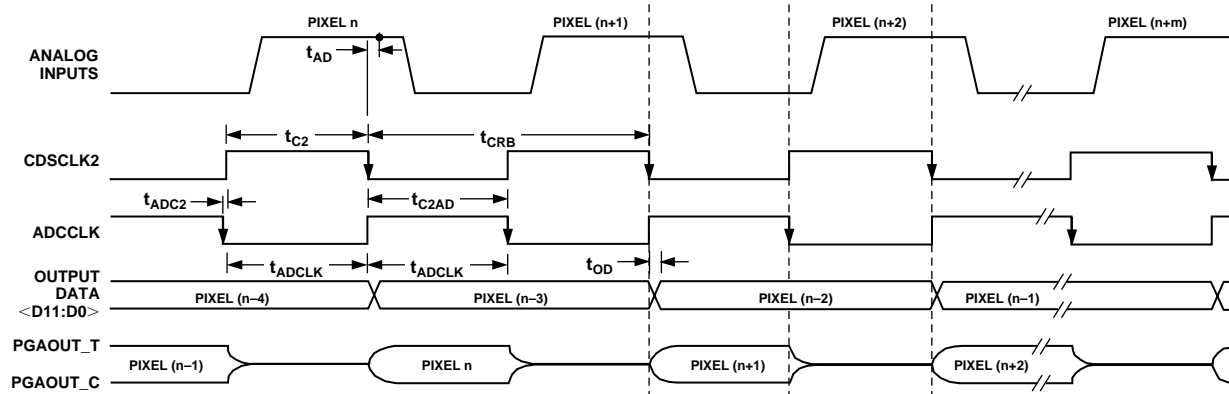 PIXEL n
PIXEL (n+1)
PIXEL (n+2)
PIXEL (n+m)
ANALOG
INPUTS
tAD
tC2
tCRB
CDSCLK2
tADC2
tC2AD
ADCCLK
tADCLK
tADCLK
tOD
OUTPUT
DATA
<D11:D0>
PIXEL (n–4)
PIXEL (n–3)
PIXEL (n–2)
PIXEL (n–1)
PGAOUT_T
PIXEL (n–1)
PIXEL n
PIXEL (n+1)
PIXEL (n+2)
PGAOUT_C